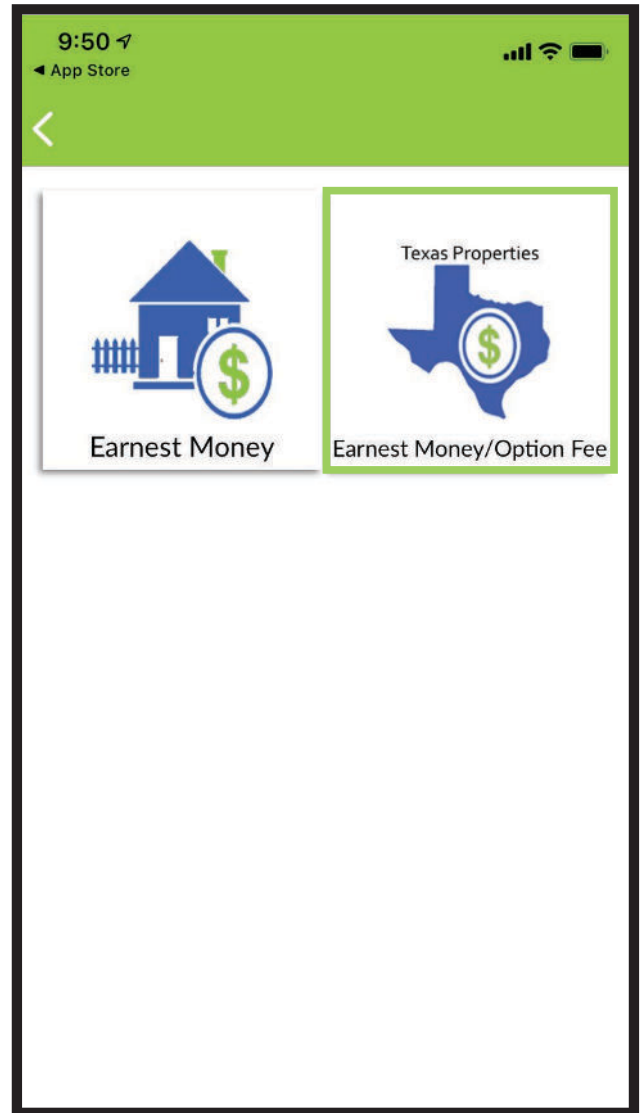 9:50
◀ App Store
Texas Properties
$
$
Earnest Money
Earnest Money/Option Fee